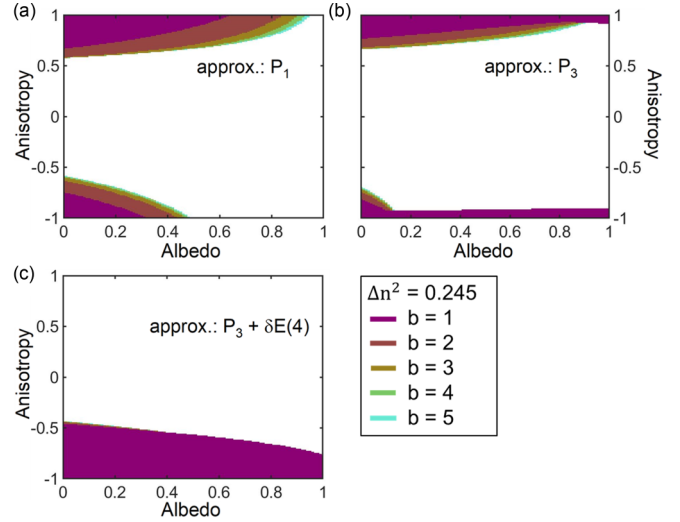 (a)
1
0.5
0
-0.5
-1
Anisotropy
approx.: P₁
0 0.2 0.4 0.6 0.8 1
Albedo
(b)
1
0.5
0
-0.5
-1
Anisotropy
approx.: P₃
0 0.2 0.4 0.6 0.8 1
Albedo
(c)
1
0.5
0
-0.5
-1
Anisotropy
approx.: P₃ + δE(4)
0 0.2 0.4 0.6 0.8 1
Albedo
Δn² = 0.245
b = 1
b = 2
b = 3
b = 4
b = 5